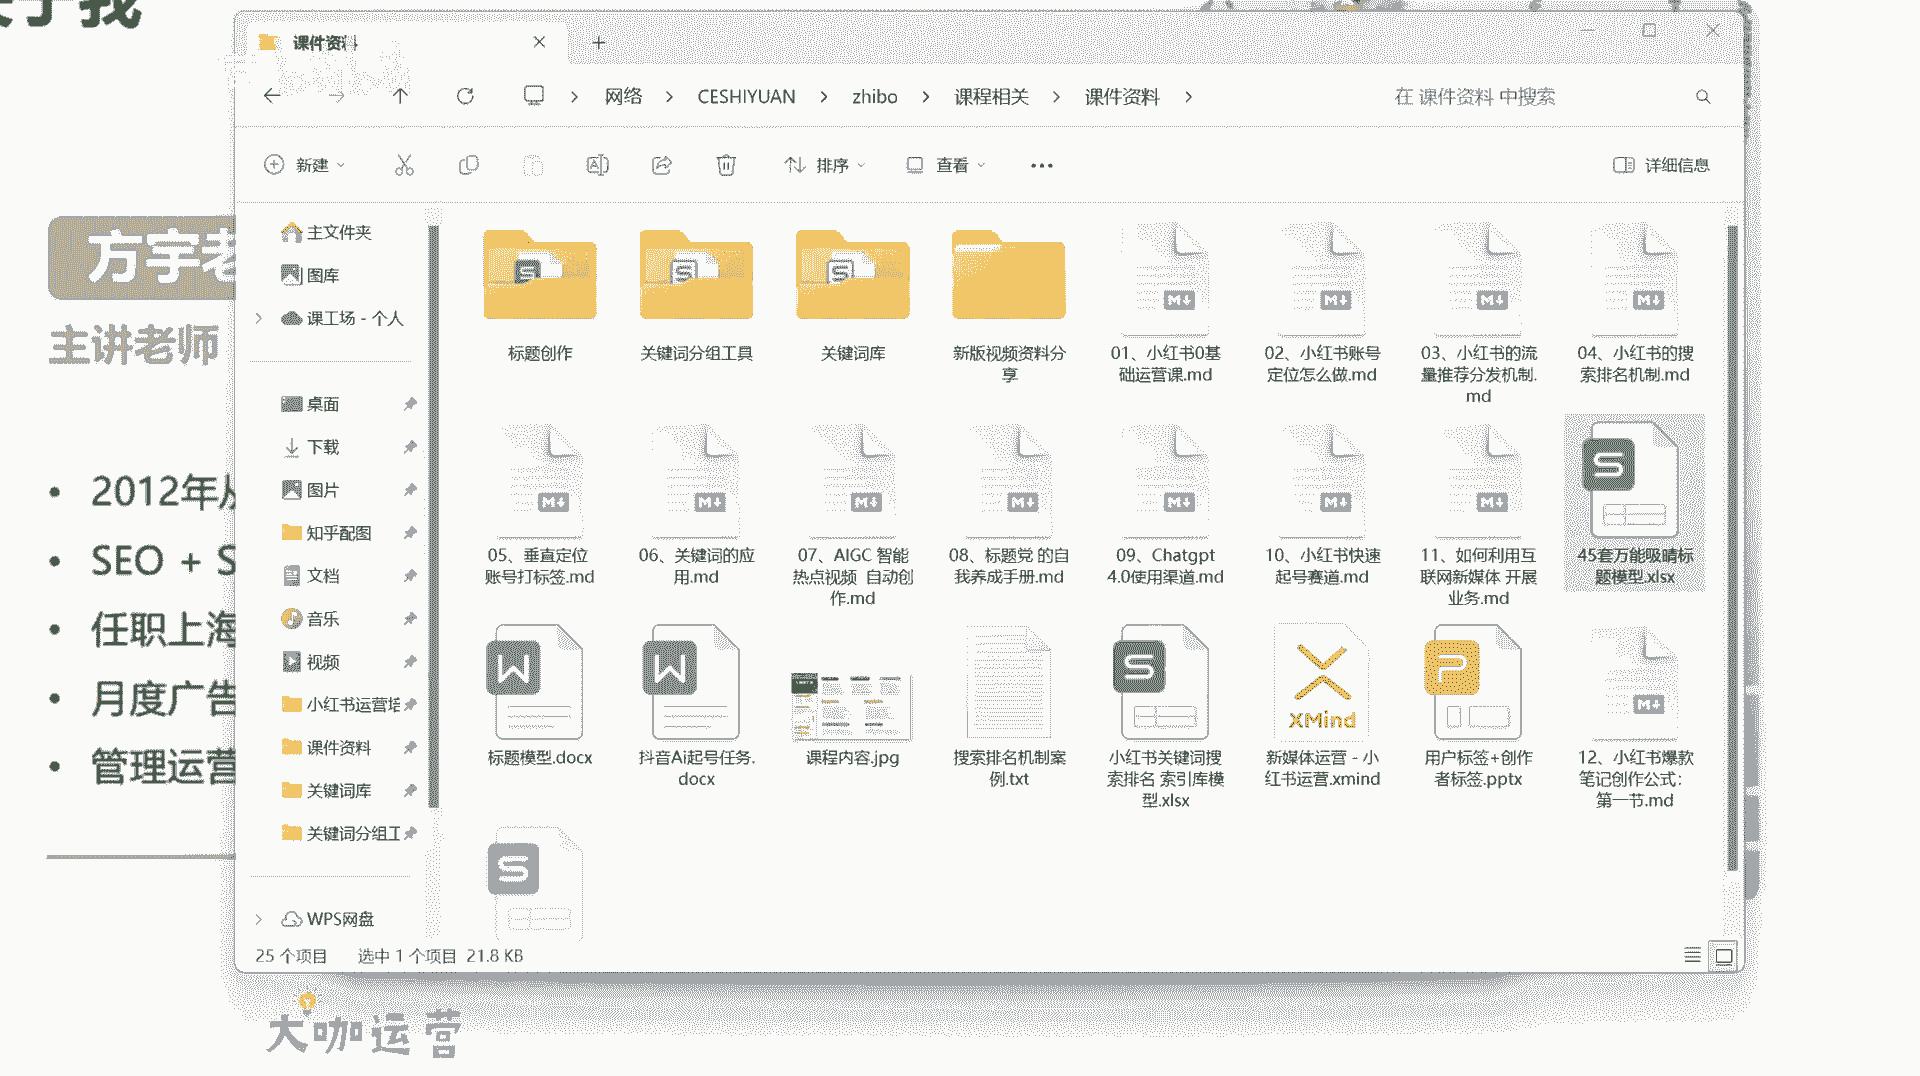 关于我
课件资料
网络 > CESHIYUAN > zhibo > 课程相关 > 课件资料 >
在 课件资料 中搜索
新建
排序
查看
详细信息
方宇老
主讲老师
2012年从
SEO + S
任职上海
月度广告
管理运营
主文件夹
图库
课工场 - 个人
桌面
下载
图片
知乎配图
文档
音乐
视频
小红书运营培
课件资料
关键词库
关键词分组工
WPS网盘
标题创作
关键词分组工具
关键词库
新版视频资料分
享
01、小红书0基
础运营课.md
02、小红书账号
定位怎么做.md
03、小红书的流
量推荐分发机制.
md
04、小红书的搜
索排名机制.md
05、垂直定位
账号打标签.md
06、关键词的应
用.md
07、AIGC 智能
热点视频 自动创
作.md
08、标题党 的自
我养成手册.md
09、Chatgpt
4.0使用渠道.md
10、小红书快速
起号赛道.md
11、如何利用互
联网新媒体 开展
业务.md
45套万能吸睛标
题模型.xlsx
标题模型.docx
抖音Ai起号任务.
docx
课程内容.jpg
搜索排名机制案
例.txt
小红书关键词搜
索排名 索引库模
型.xlsx
XMind
新媒体运营 - 小
红书运营.xmind
用户标签+创作
者标签.pptx
12、小红书爆款
笔记创作公式：
第一节.md
25 个项目 选中 1 个项目 21.8 KB
大咖运营